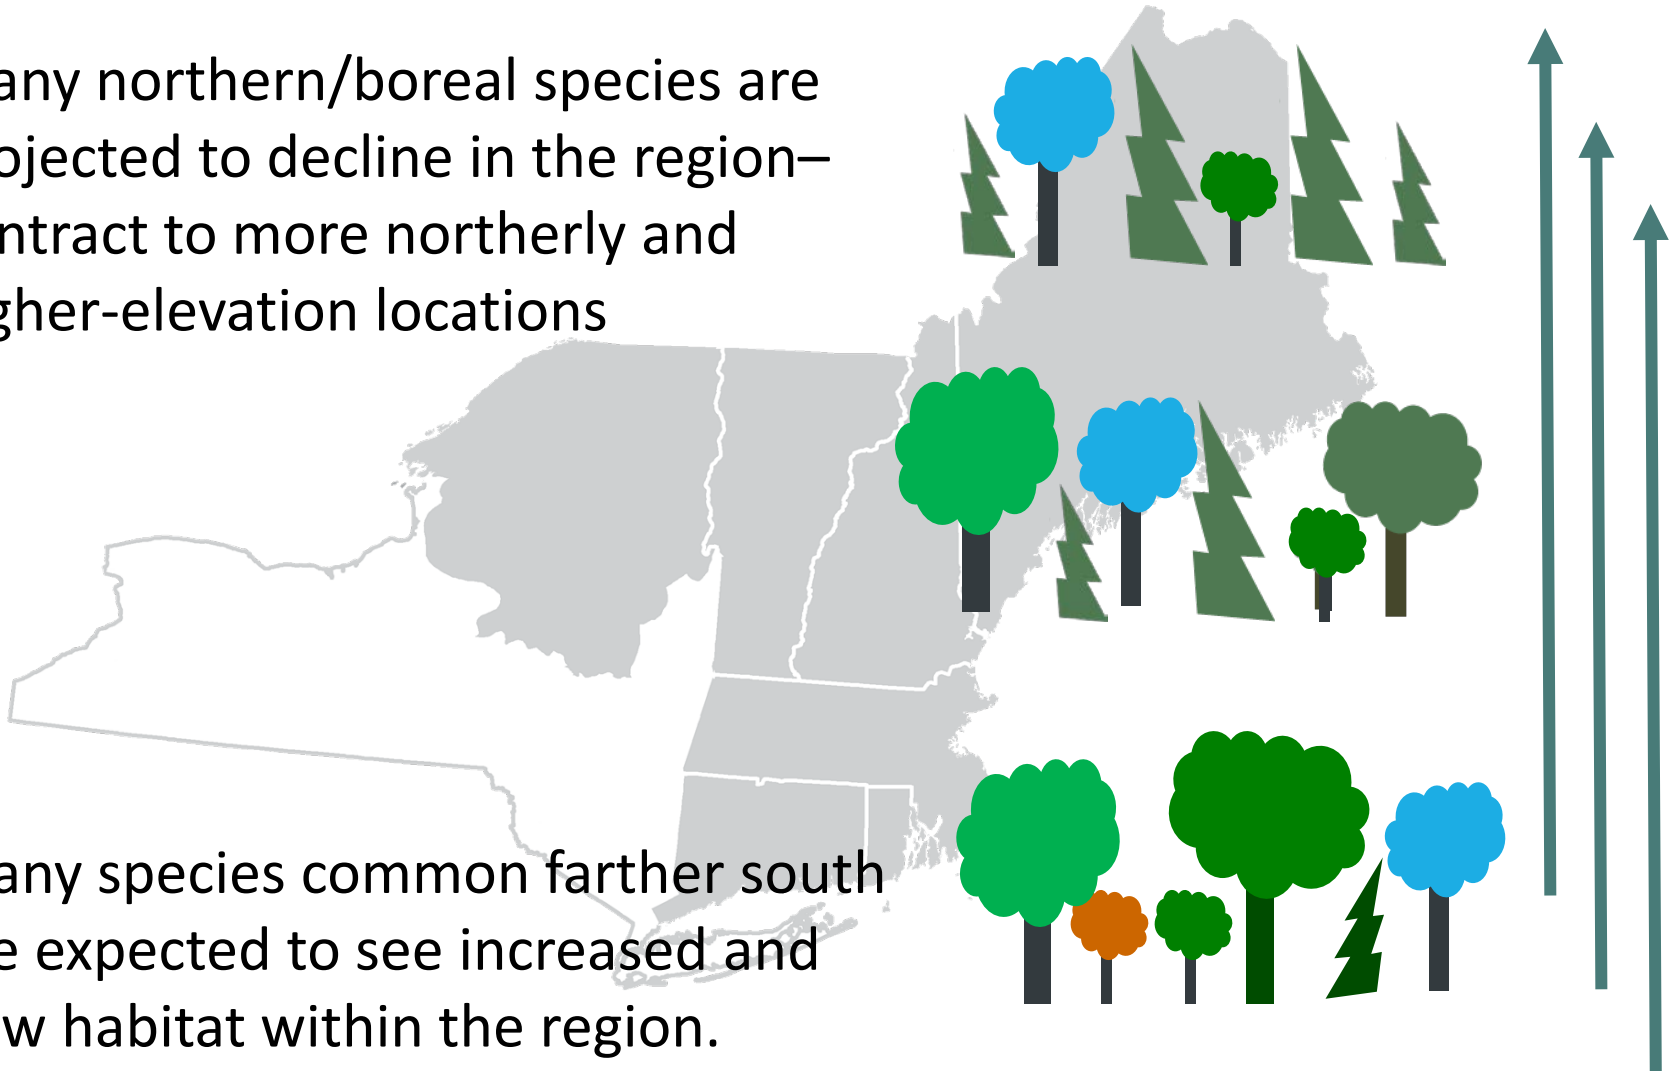 any northern/boreal species are
ojected to decline in the region–
ntract to more northerly and
gher-elevation locations
any species common farther south
e expected to see increased and
w habitat within the region.